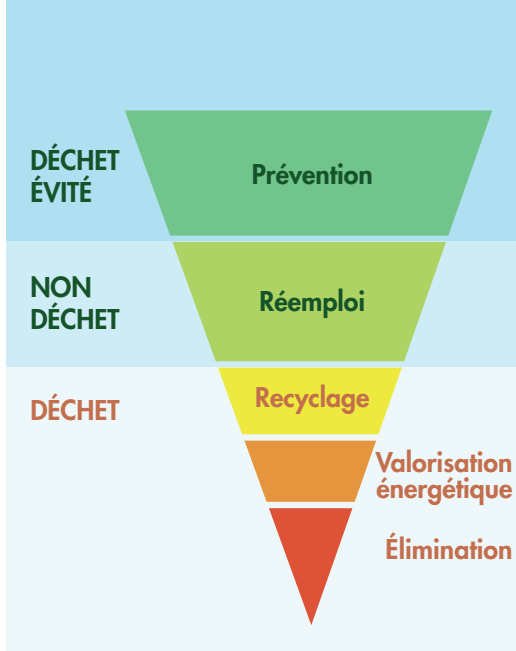 DÉCHET
ÉVITÉ
Prévention
NON
DÉCHET
Réemploi
DÉCHET
Recyclage
Valorisation
énergétique
Élimination